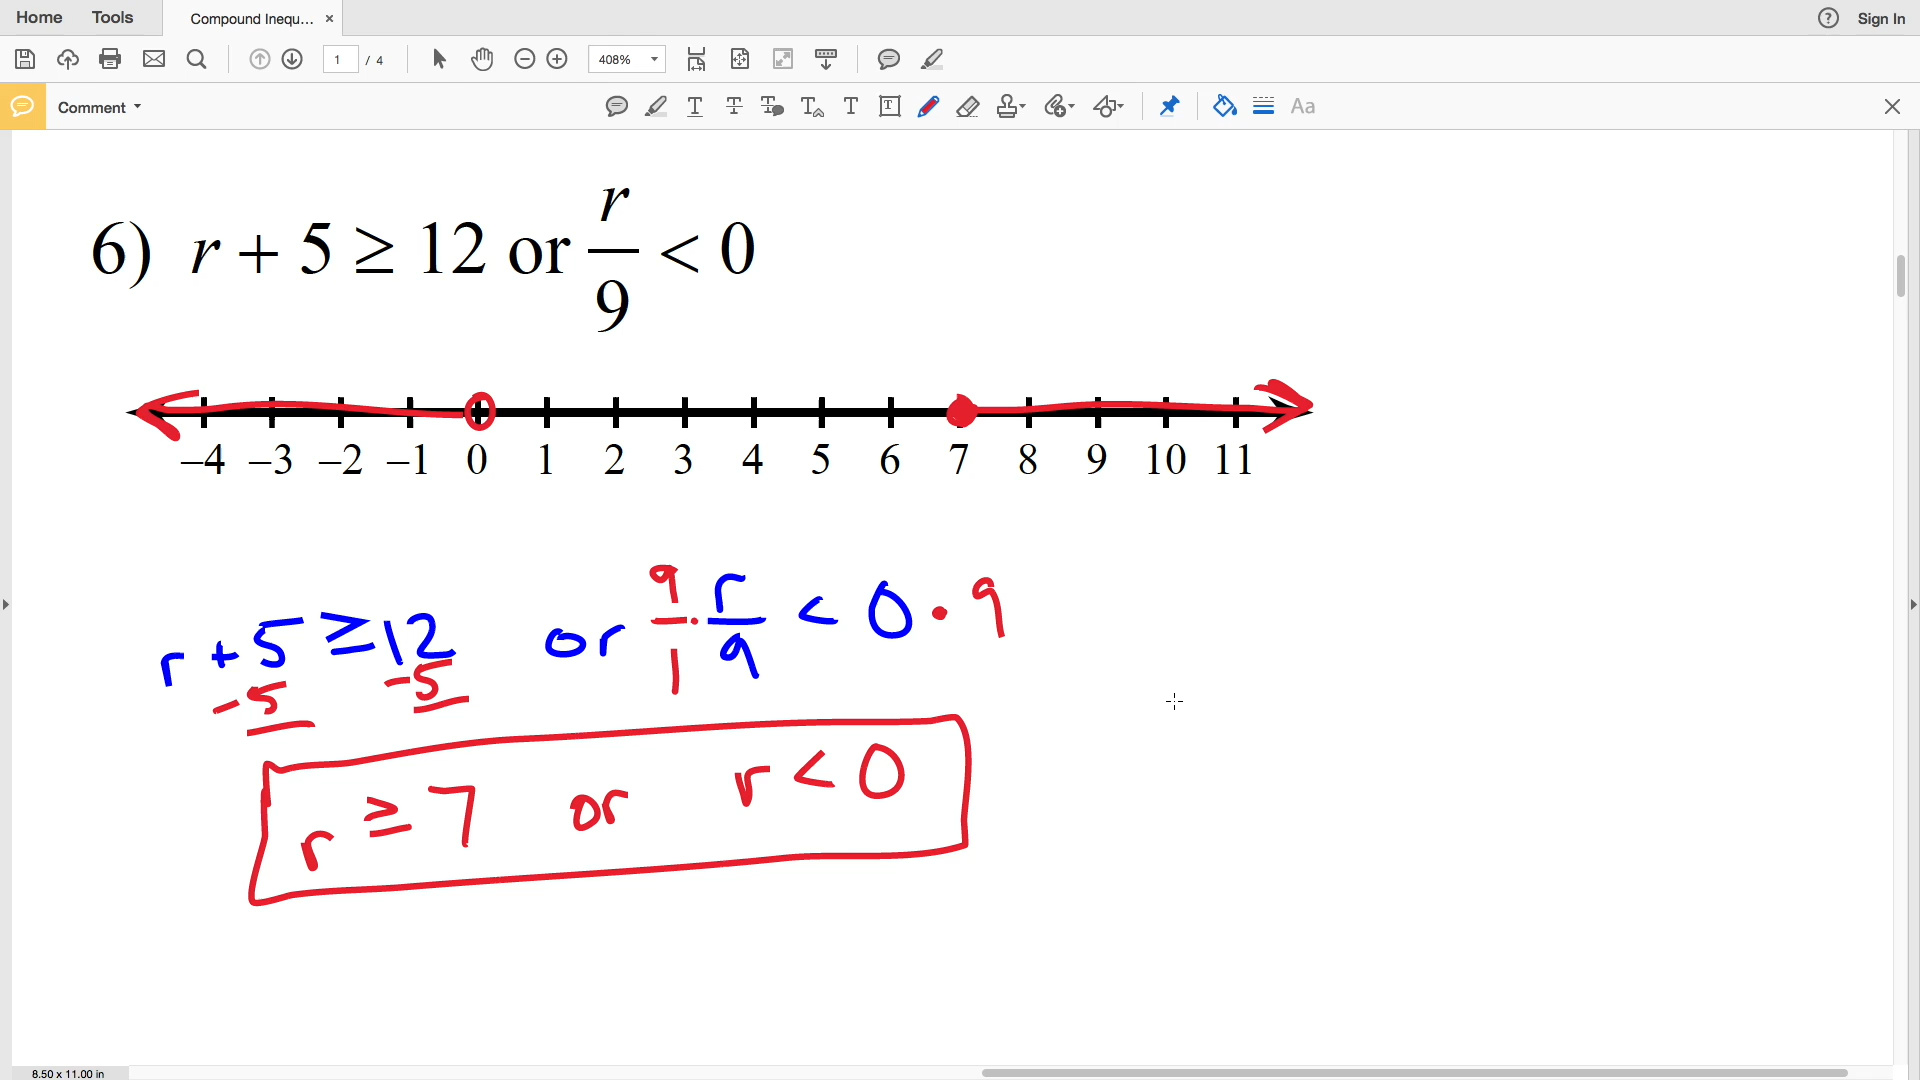 Home Tools Compound Inequ... × ? Sign In
1 / 4 408%
Comment T T T T T T Aa
6) r + 5 ≥ 12 or r/9 < 0
–4 –3 –2 –1 0 1 2 3 4 5 6 7 8 9 10 11
r + 5 ≥ 12 or 9/1 · r/9 < 0 · 9
-5 -5
r ≥ 7 or r < 0
8.50 x 11.00 in